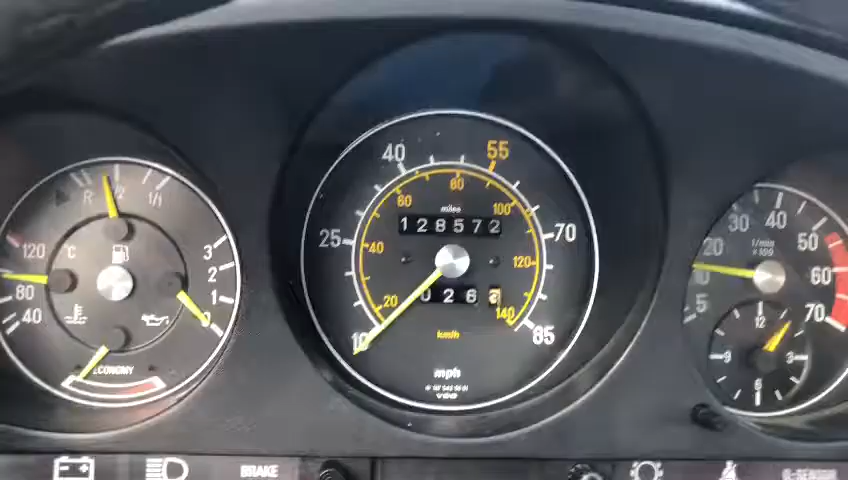 R 1/2 1/1
120 °C
80
40
3
2
1
0
ECONOMY
40 55
25 70
10 85
60 80 100
40 120
20 140
miles
128572
026
km/h
mph
VDO
30 40
20 50
60
5 70
1/min
x 100
12
9 3
6
BRAKE